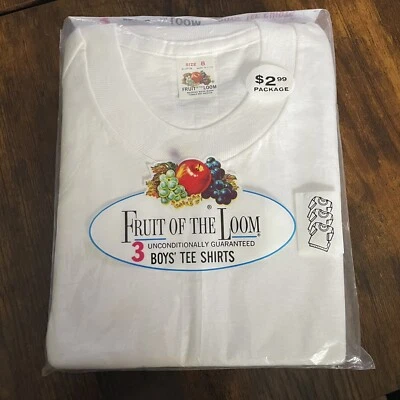 LOOM
SIZE 8
FRUIT OF THE LOOM
$2.99
PACKAGE
FRUIT OF THE LOOM®
3 UNCONDITIONALLY GUARANTEED
BOYS' TEE SHIRTS